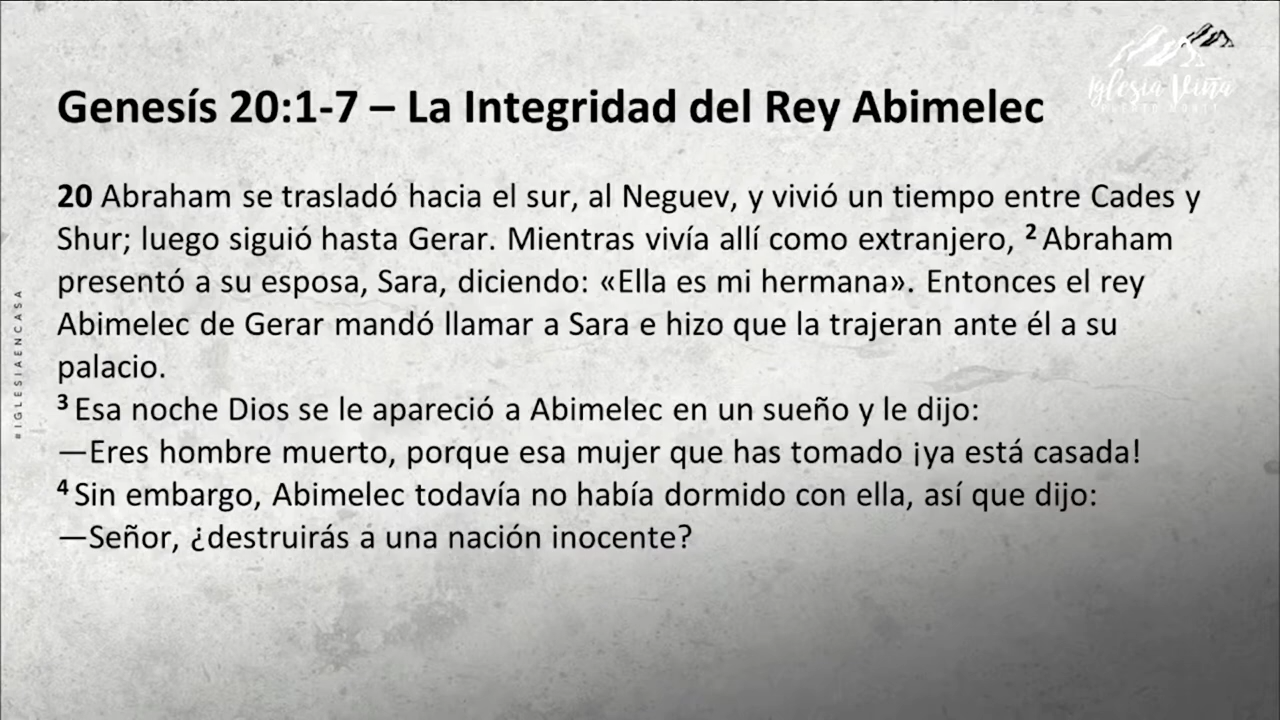 Iglesia Viña
Genesís 20:1-7 – La Integridad del Rey Abimelec
20 Abraham se trasladó hacia el sur, al Neguev, y vivió un tiempo entre Cades y
Shur; luego siguió hasta Gerar. Mientras vivía allí como extranjero, 2 Abraham
presentó a su esposa, Sara, diciendo: «Ella es mi hermana». Entonces el rey
Abimelec de Gerar mandó llamar a Sara e hizo que la trajeran ante él a su
palacio.
3 Esa noche Dios se le apareció a Abimelec en un sueño y le dijo:
—Eres hombre muerto, porque esa mujer que has tomado ¡ya está casada!
4 Sin embargo, Abimelec todavía no había dormido con ella, así que dijo:
—Señor, ¿destruirás a una nación inocente?
#IGLESIAENCASA